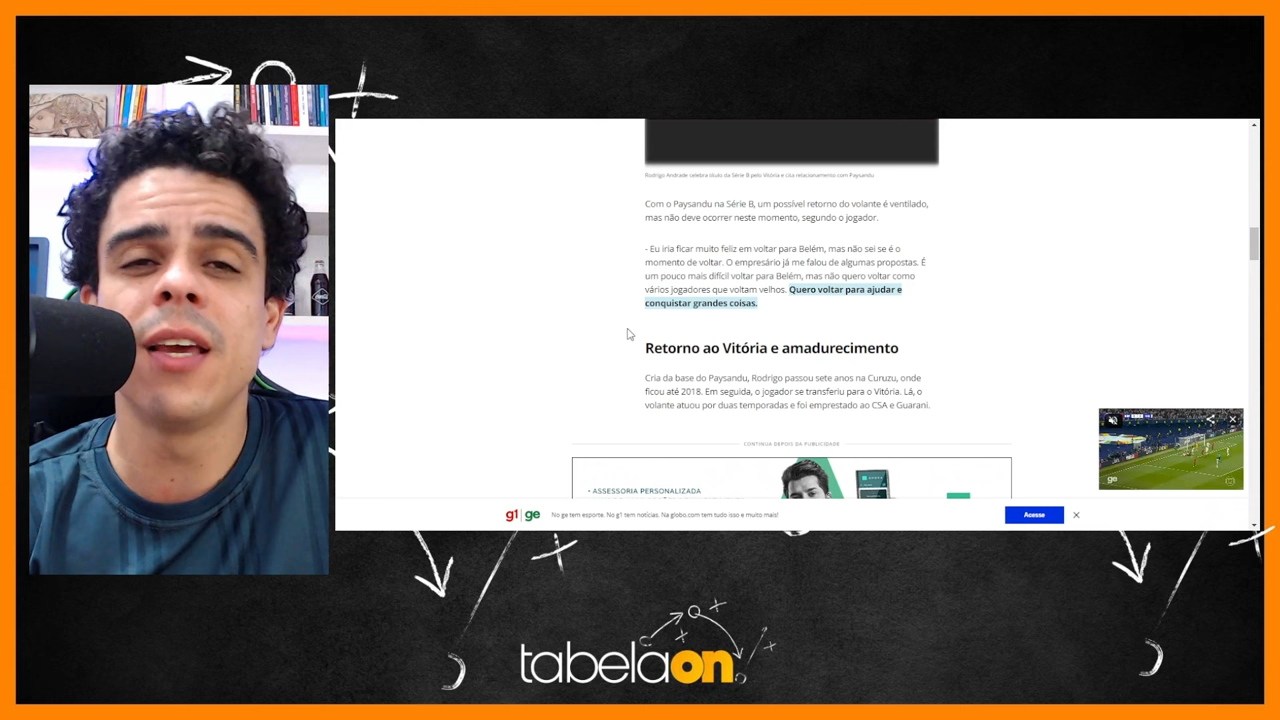 Rodrigo Andrade celebra título da Série B pelo Vitória e cita relacionamento com Paysandu
Com o Paysandu na Série B, um possível retorno do volante é ventilado,
mas não deve ocorrer neste momento, segundo o jogador.
- Eu iria ficar muito feliz em voltar para Belém, mas não sei se é o
momento de voltar. O empresário já me falou de algumas propostas. É
um pouco mais difícil voltar para Belém, mas não quero voltar como
vários jogadores que voltam velhos. Quero voltar para ajudar e
conquistar grandes coisas.
Retorno ao Vitória e amadurecimento
Cria da base do Paysandu, Rodrigo passou sete anos na Curuzu, onde
ficou até 2018. Em seguida, o jogador se transferiu para o Vitória. Lá, o
volante atuou por duas temporadas e foi emprestado ao CSA e Guarani.
CONTINUA DEPOIS DA PUBLICIDADE
• ASSESSORIA PERSONALIZADA
ge
g1 | ge No ge tem esporte. No g1 tem notícias. Na globo.com tem tudo isso e muito mais! Acesse
tabelaon